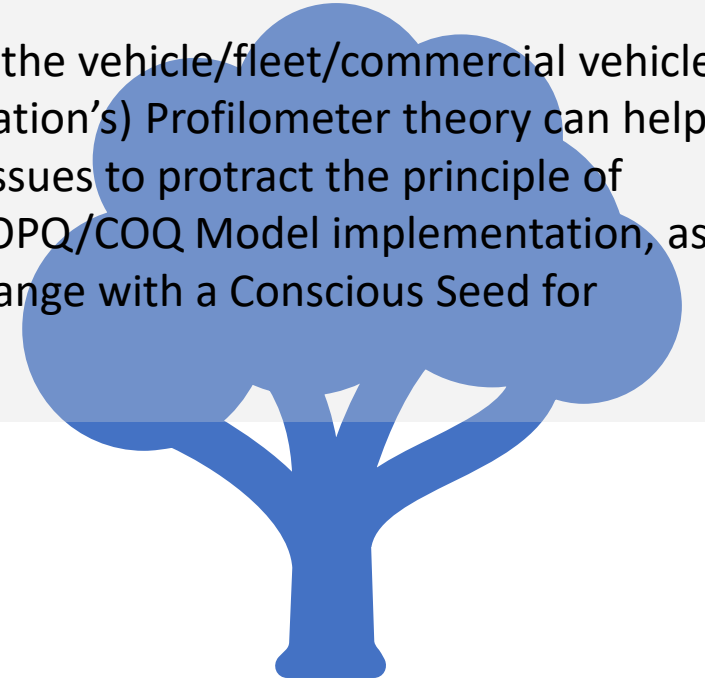 the vehicle/fleet/commercial vehicle
ation's) Profilometer theory can help
ssues to protract the principle of
OPQ/COQ Model implementation, as
ange with a Conscious Seed for